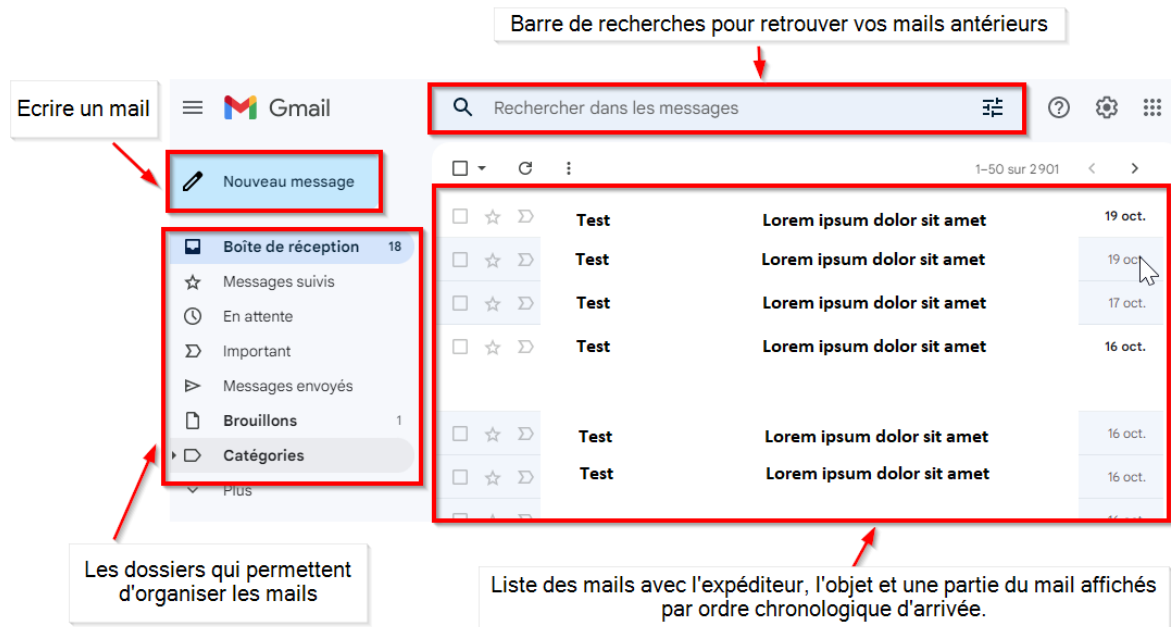 Barre de recherches pour retrouver vos mails antérieurs
Ecrire un mail
Gmail
Rechercher dans les messages
Nouveau message
1–50 sur 2901
Test Lorem ipsum dolor sit amet 19 oct.
Boîte de réception 18
Test Lorem ipsum dolor sit amet 19
Messages suivis
Test Lorem ipsum dolor sit amet 17 oct.
En attente
Test Lorem ipsum dolor sit amet 16 oct.
Important
Messages envoyés
Brouillons 1
Test Lorem ipsum dolor sit amet 16 oct.
Catégories
Test Lorem ipsum dolor sit amet 16 oct.
Plus
Les dossiers qui permettent
d'organiser les mails
Liste des mails avec l'expéditeur, l'objet et une partie du mail affichés
par ordre chronologique d'arrivée.